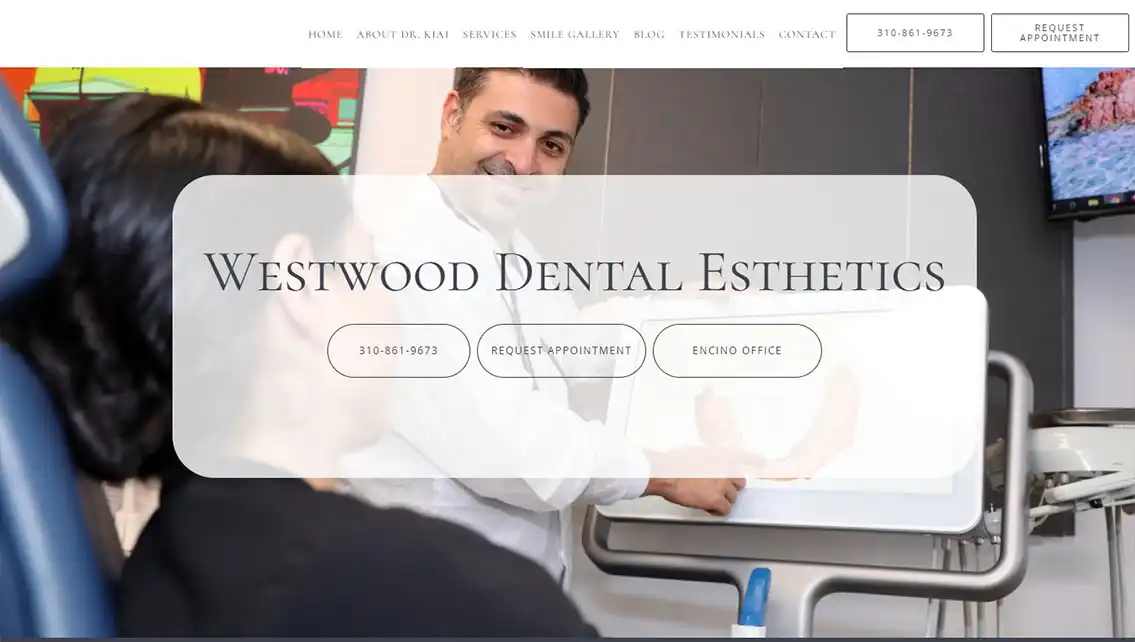 HOME ABOUT DR. KIAI SERVICES SMILE GALLERY BLOG TESTIMONIALS CONTACT 310-861-9673 REQUEST
APPOINTMENT
WESTWOOD DENTAL ESTHETICS
310-861-9673 REQUEST APPOINTMENT ENCINO OFFICE